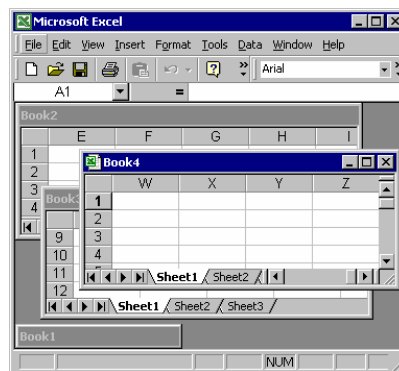 Microsoft Excel
File Edit View Insert Format Tools Data Window Help
Arial
A1 =
Book2
E F G H I
1
2
3
4
Book4
W X Y Z
1
2
3
4
Sheet1 Sheet2
Book3
9
10
11
12
Sheet1 Sheet2 Sheet3
Book1
NUM